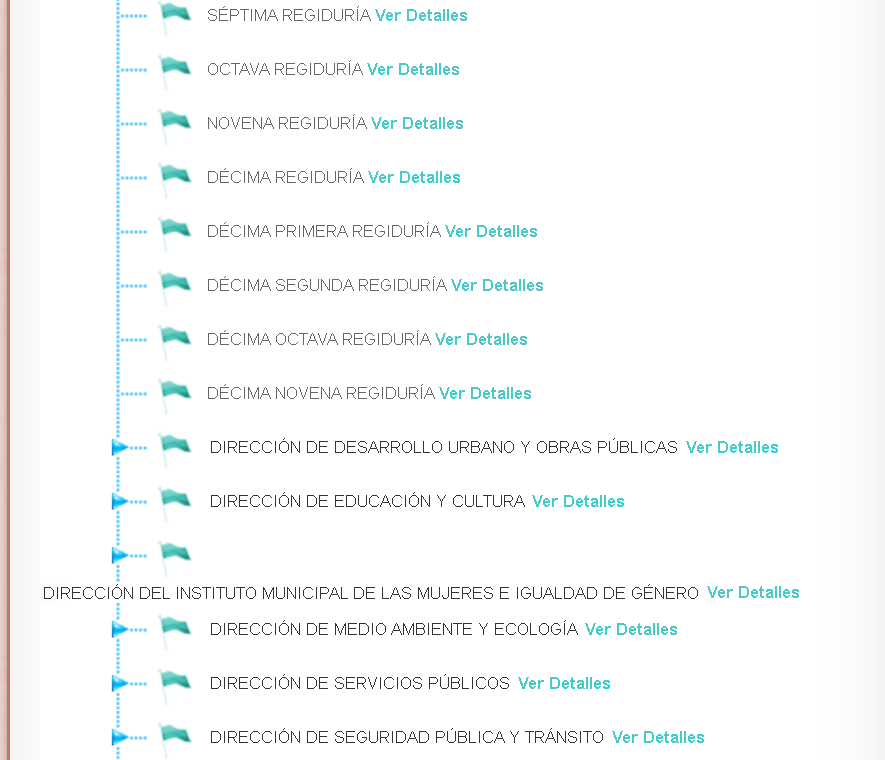 SÉPTIMA REGIDURÍA Ver Detalles
OCTAVA REGIDURÍA Ver Detalles
NOVENA REGIDURÍA Ver Detalles
DÉCIMA REGIDURÍA Ver Detalles
DÉCIMA PRIMERA REGIDURÍA Ver Detalles
DÉCIMA SEGUNDA REGIDURÍA Ver Detalles
DÉCIMA OCTAVA REGIDURÍA Ver Detalles
DÉCIMA NOVENA REGIDURÍA Ver Detalles
DIRECCIÓN DE DESARROLLO URBANO Y OBRAS PÚBLICAS Ver Detalles
DIRECCIÓN DE EDUCACIÓN Y CULTURA Ver Detalles
DIRECCIÓN DEL INSTITUTO MUNICIPAL DE LAS MUJERES E IGUALDAD DE GÉNERO Ver Detalles
DIRECCIÓN DE MEDIO AMBIENTE Y ECOLOGÍA Ver Detalles
DIRECCIÓN DE SERVICIOS PÚBLICOS Ver Detalles
DIRECCIÓN DE SEGURIDAD PÚBLICA Y TRÁNSITO Ver Detalles